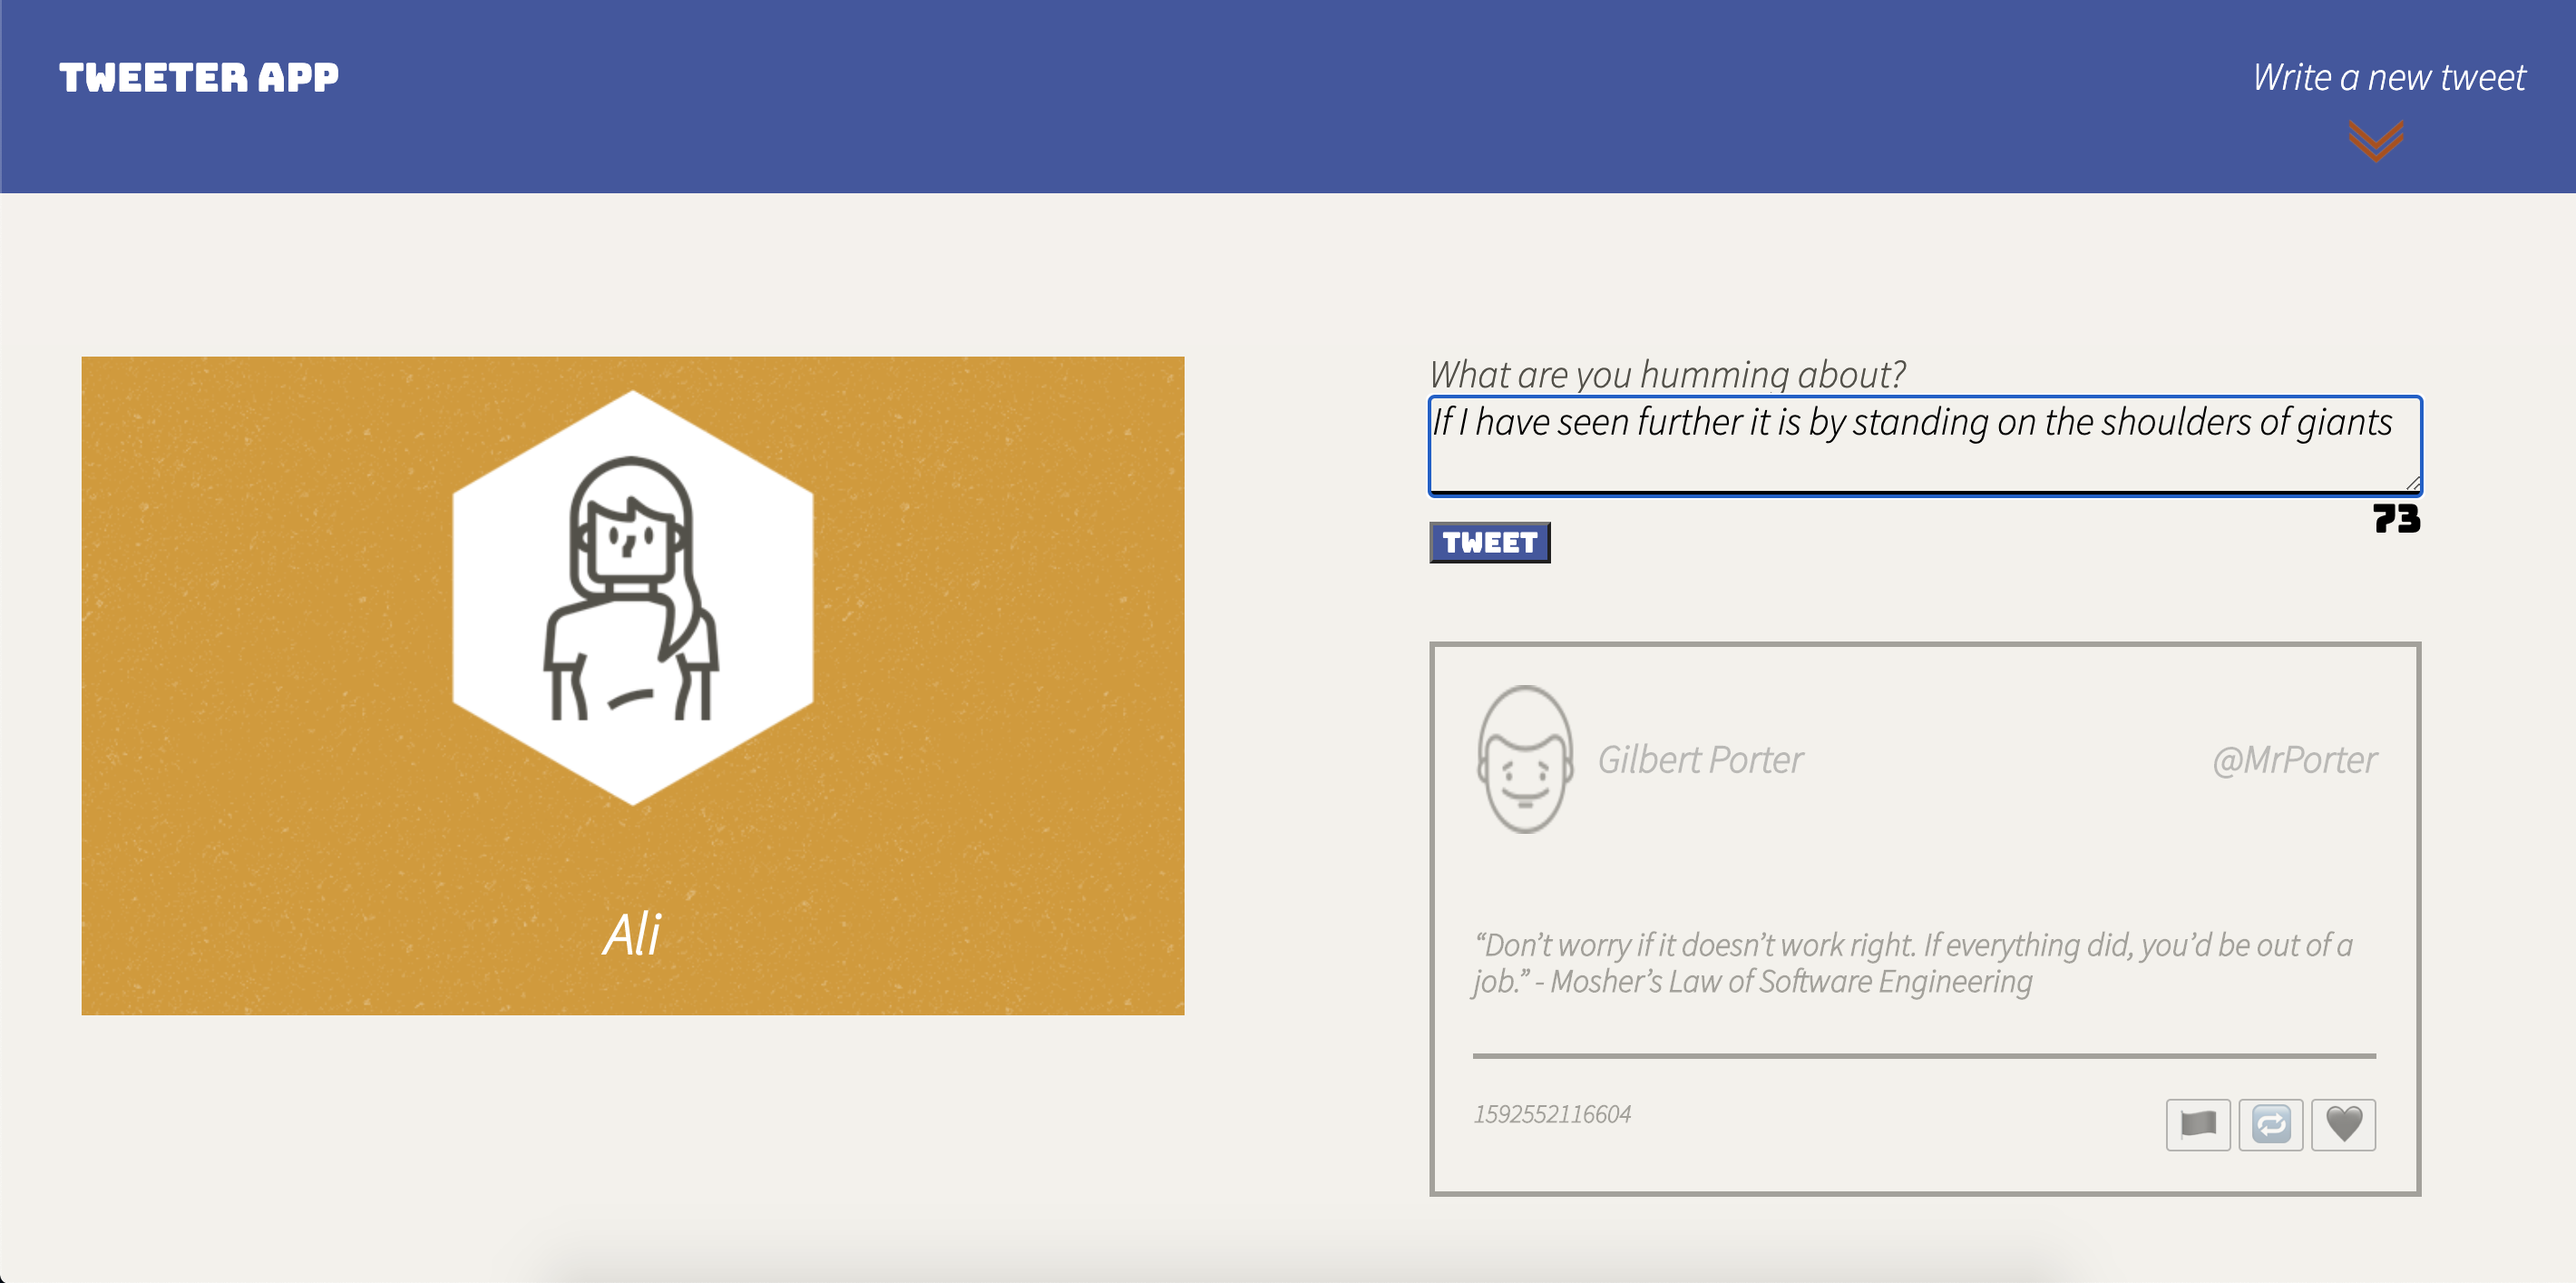 TWEETER APP
Write a new tweet
What are you humming about?
If I have seen further it is by standing on the shoulders of giants
73
TWEET
Ali
Gilbert Porter
@MrPorter
“Don’t worry if it doesn’t work right. If everything did, you’d be out of a
job.” - Mosher’s Law of Software Engineering
1592552116604